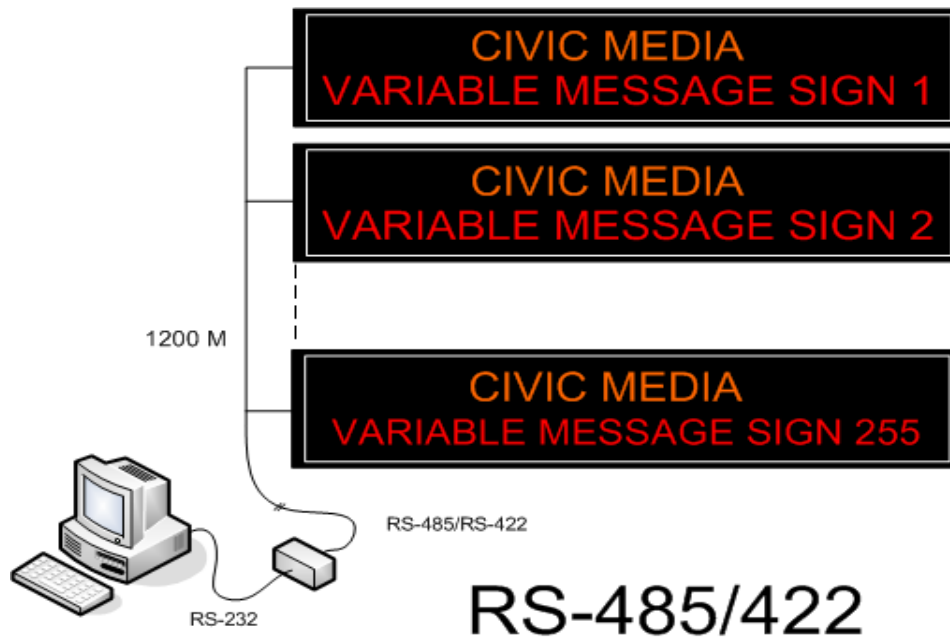 CIVIC MEDIA
VARIABLE MESSAGE SIGN 1
CIVIC MEDIA
VARIABLE MESSAGE SIGN 2
1200 M
CIVIC MEDIA
VARIABLE MESSAGE SIGN 255
RS-485/RS-422
RS-232
RS-485/422